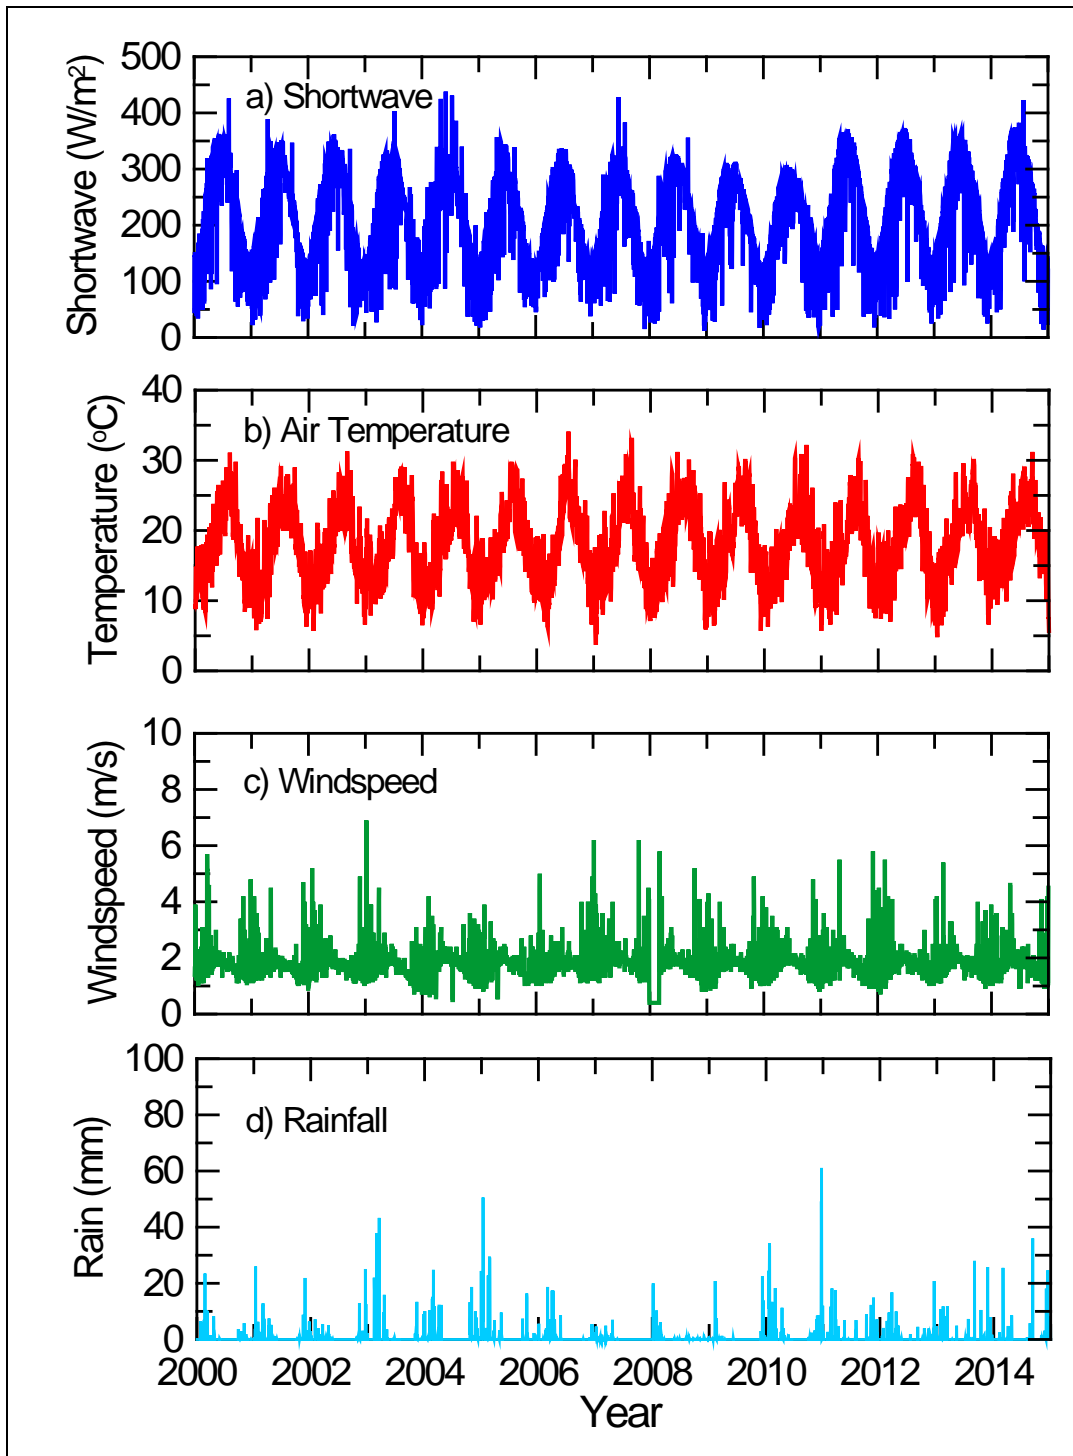 500
400
300
200
100
0
Shortwave (W/m²)
a) Shortwave
40
30
20
10
0
Temperature (oC)
b) Air Temperature
10
8
6
4
2
0
Windspeed (m/s)
c) Windspeed
100
80
60
40
20
0
Rain (mm)
d) Rainfall
2000 2002 2004 2006 2008 2010 2012 2014
Year